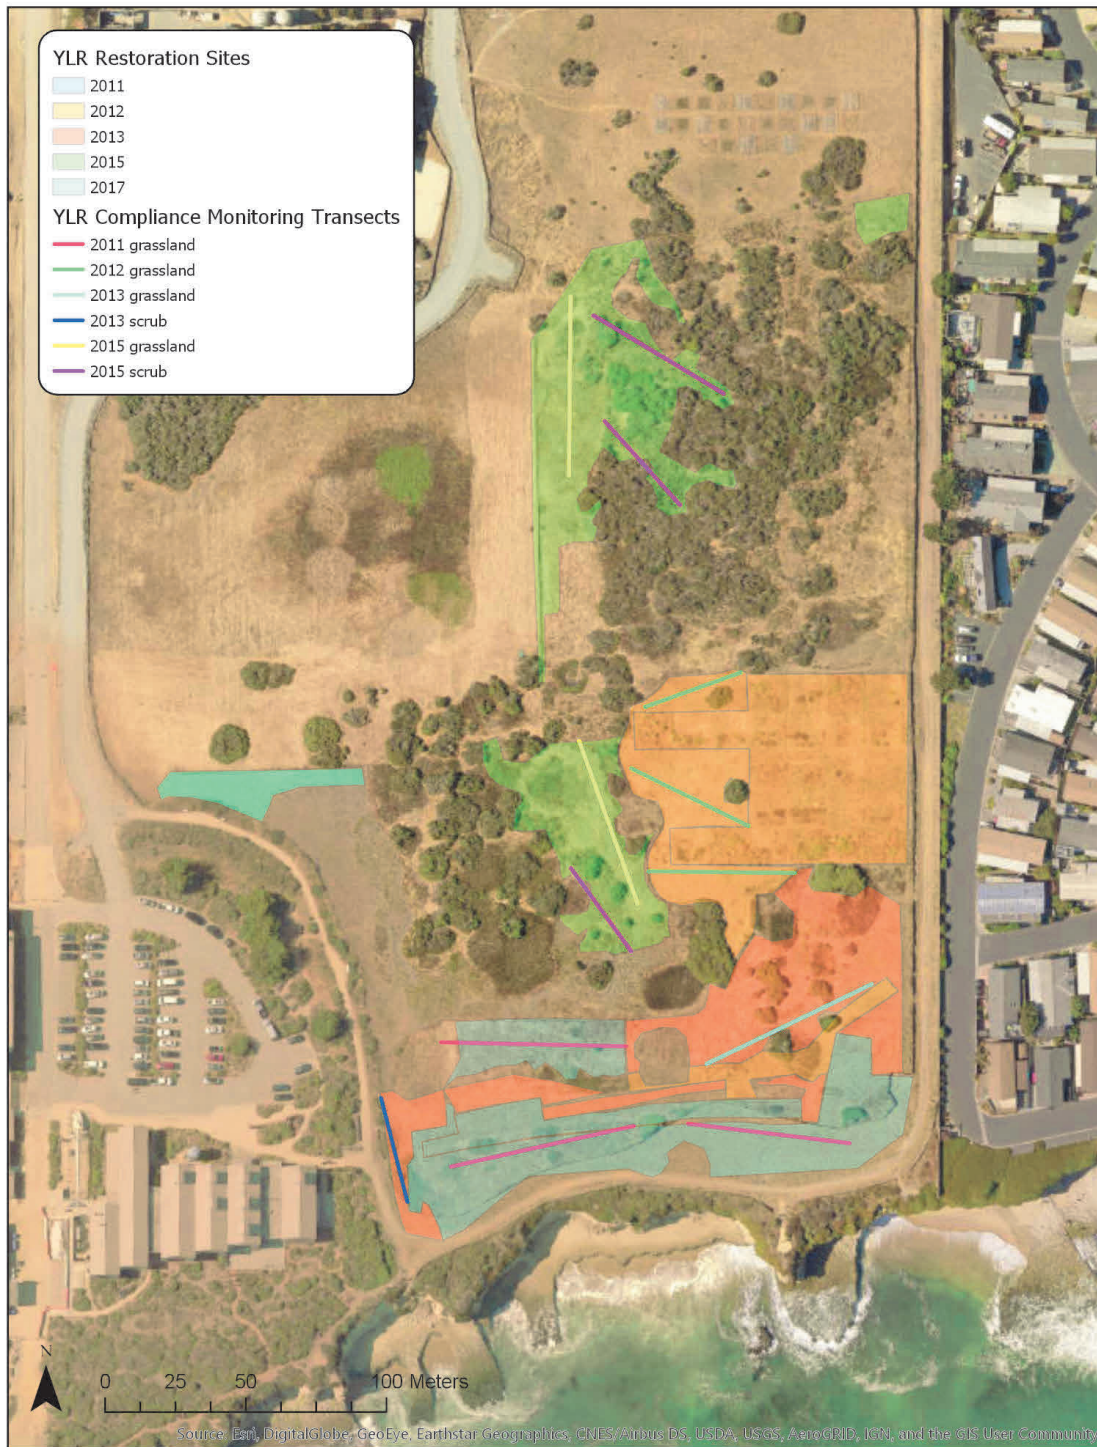 YLR Restoration Sites
2011
2012
2013
2015
2017
YLR Compliance Monitoring Transects
2011 grassland
2012 grassland
2013 grassland
2013 scrub
2015 grassland
2015 scrub
N
0 25 50 100 Meters
Source: Esri, DigitalGlobe, GeoEye, Earthstar Geographics, CNES/Airbus DS, USDA, USGS, AeroGRID, IGN, and the GIS User Community